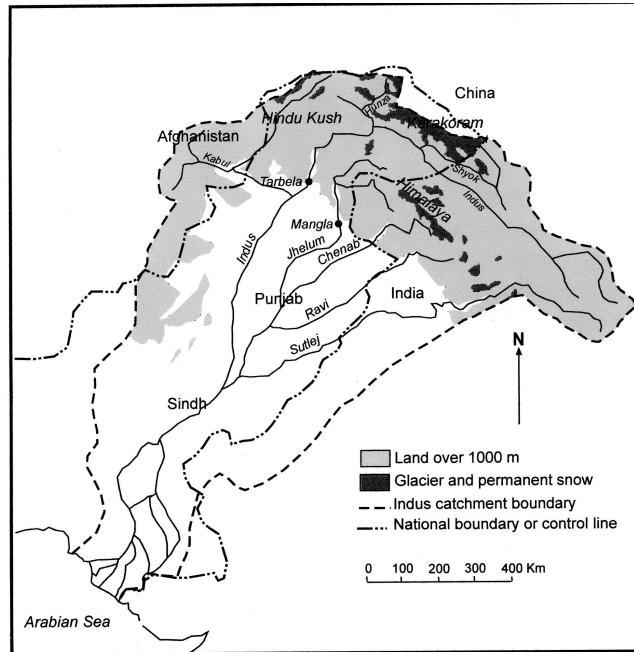 China
Hunza
Hindu Kush
Karakoram
Afghanistan
Kabul
Shyok
Tarbela
Himalaya
Indus
Mangla
Indus
Jhelum
Chenab
Punjab
India
Ravi
Sutlej
N
Sindh
Land over 1000 m
Glacier and permanent snow
Indus catchment boundary
National boundary or control line
0 100 200 300 400 Km
Arabian Sea